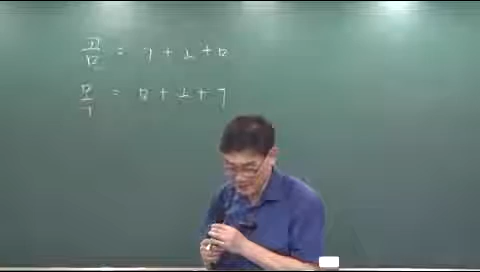 곰 = ㄱ + ㅗ + ㅁ
목 = ㅁ + ㅗ + ㄱ